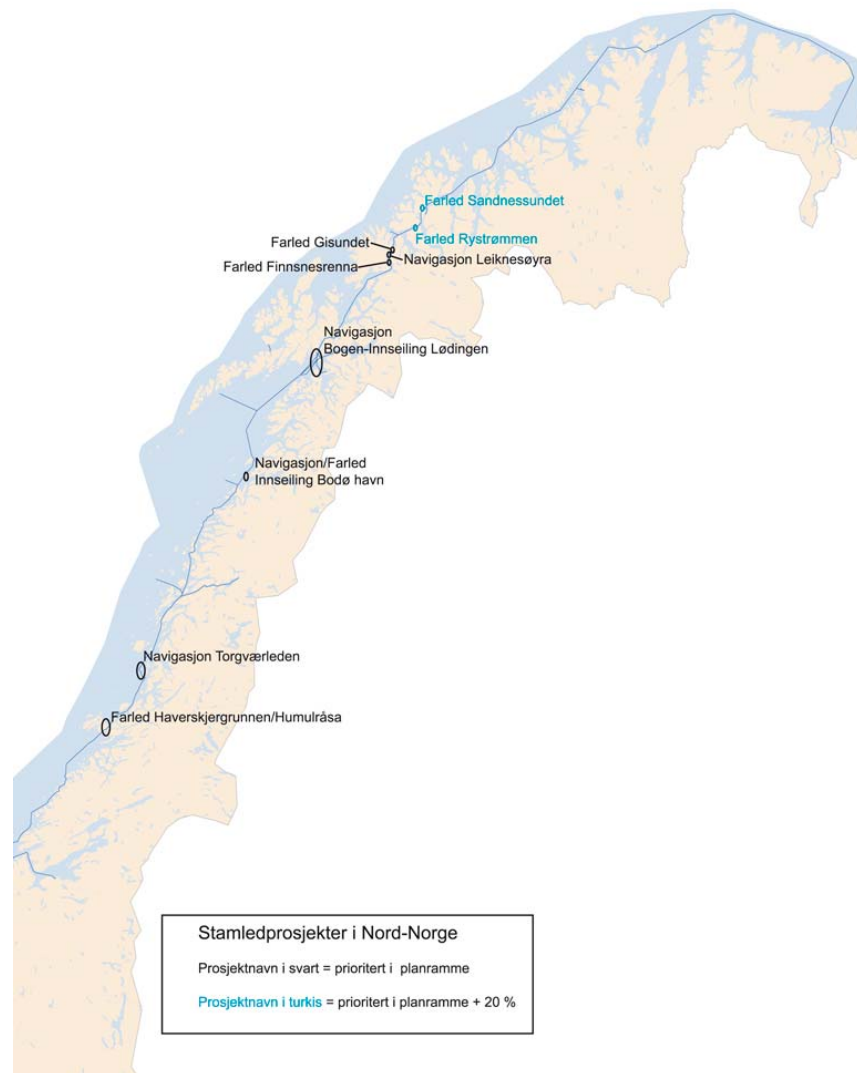 Farled Sandnessundet
Farled Rystrømmen
Farled Gisundet
Navigasjon Leiknesøyra
Farled Finnsnesrenna
Navigasjon
Bogen-Innseiling Lødingen
Navigasjon/Farled
Innseiling Bodø havn
Navigasjon Torgværleden
Farled Haverskjergrunnen/Humulråsa
Stamledprosjekter i Nord-Norge
Prosjektnavn i svart = prioritert i planramme
Prosjektnavn i turkis = prioritert i planramme + 20 %